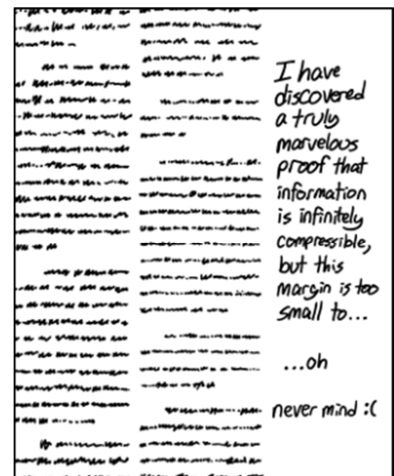 I have
discovered
a truly
marvelous
proof that
information
is infinitely
compressible,
but this
margin is too
small to...
...oh
never mind :(